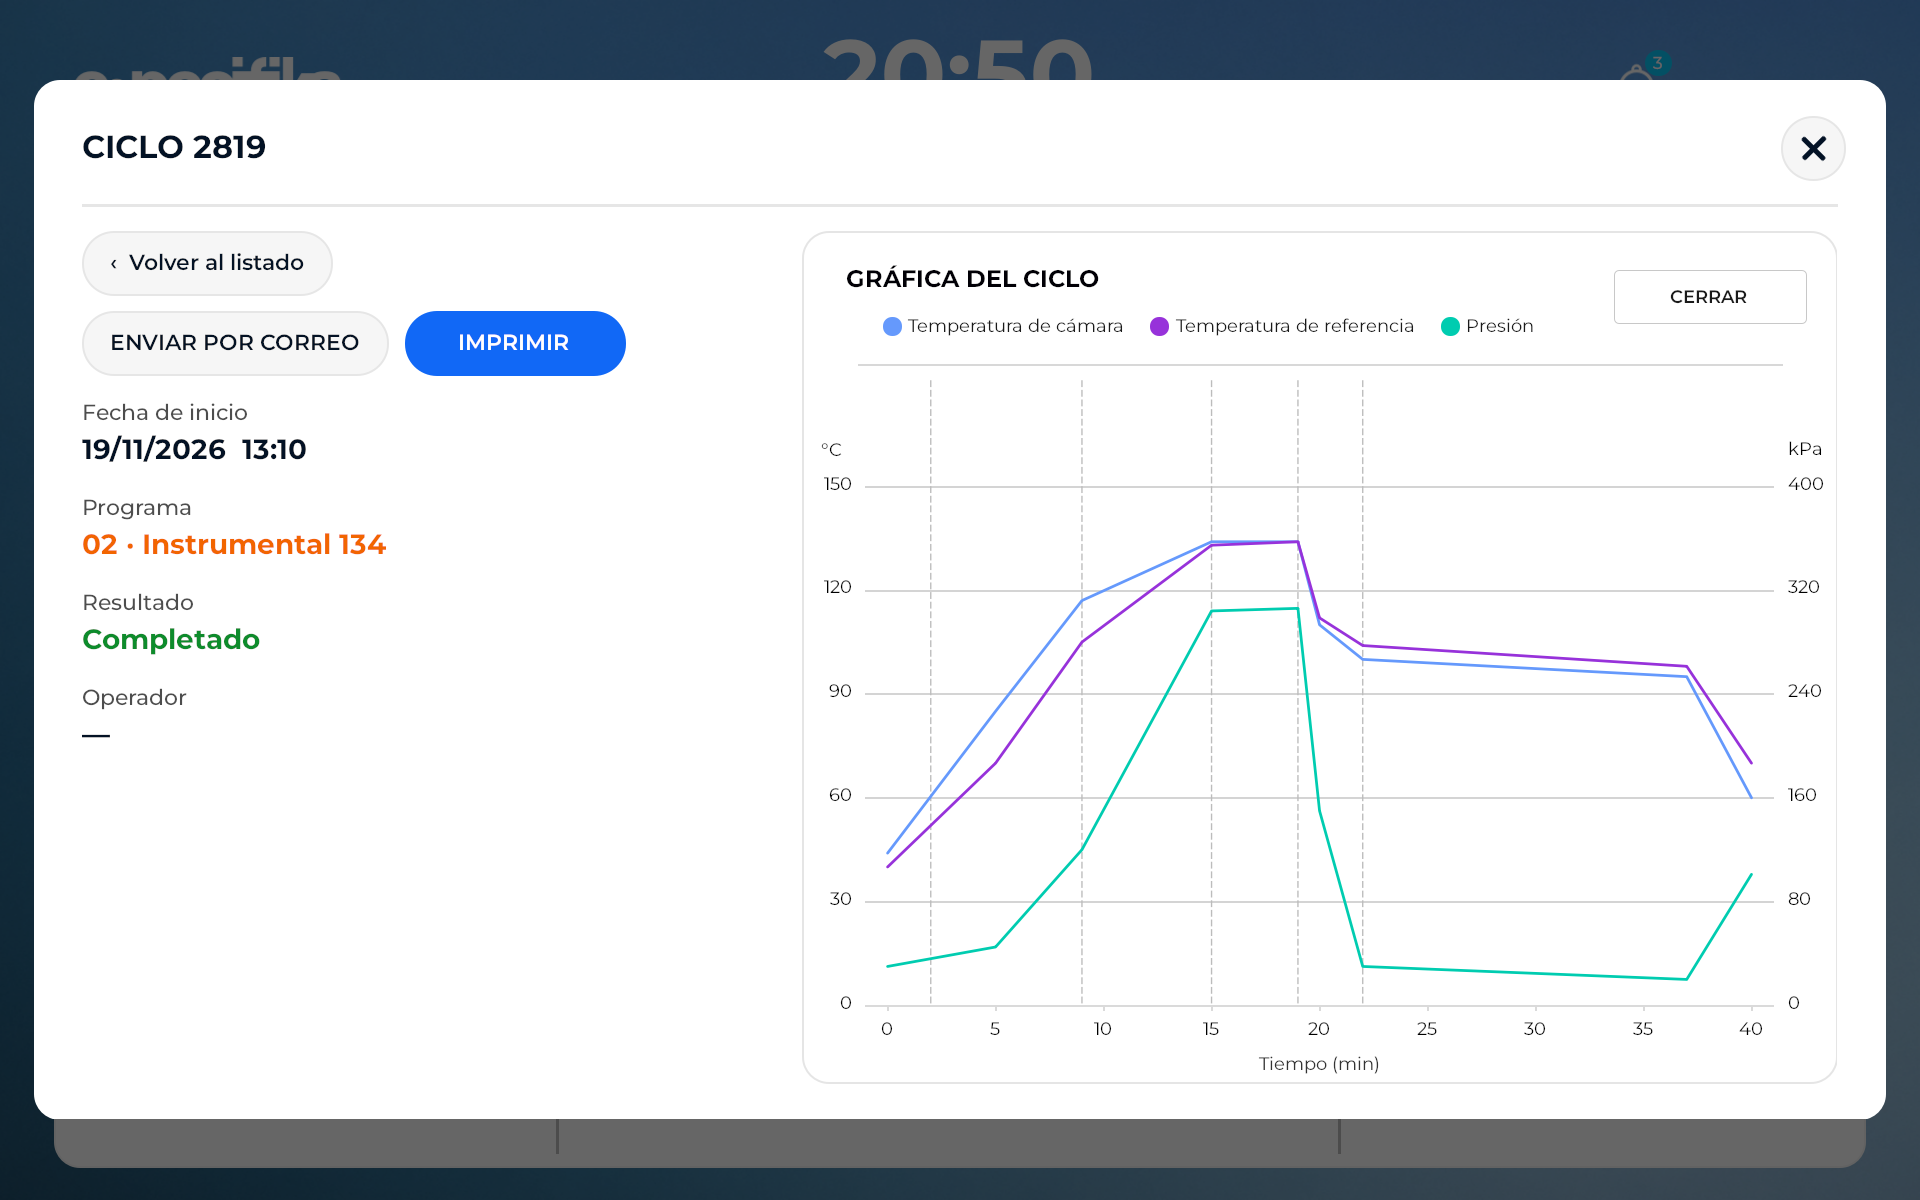 20:50
3
CICLO 2819
‹ Volver al listado
ENVIAR POR CORREO
IMPRIMIR
Fecha de inicio
19/11/2026 13:10
Programa
02 · Instrumental 134
Resultado
Completado
Operador
—
GRÁFICA DEL CICLO
CERRAR
Temperatura de cámara
Temperatura de referencia
Presión
°C
kPa
150
400
120
320
90
240
60
160
30
80
0
0
0 5 10 15 20 25 30 35 40
Tiempo (min)